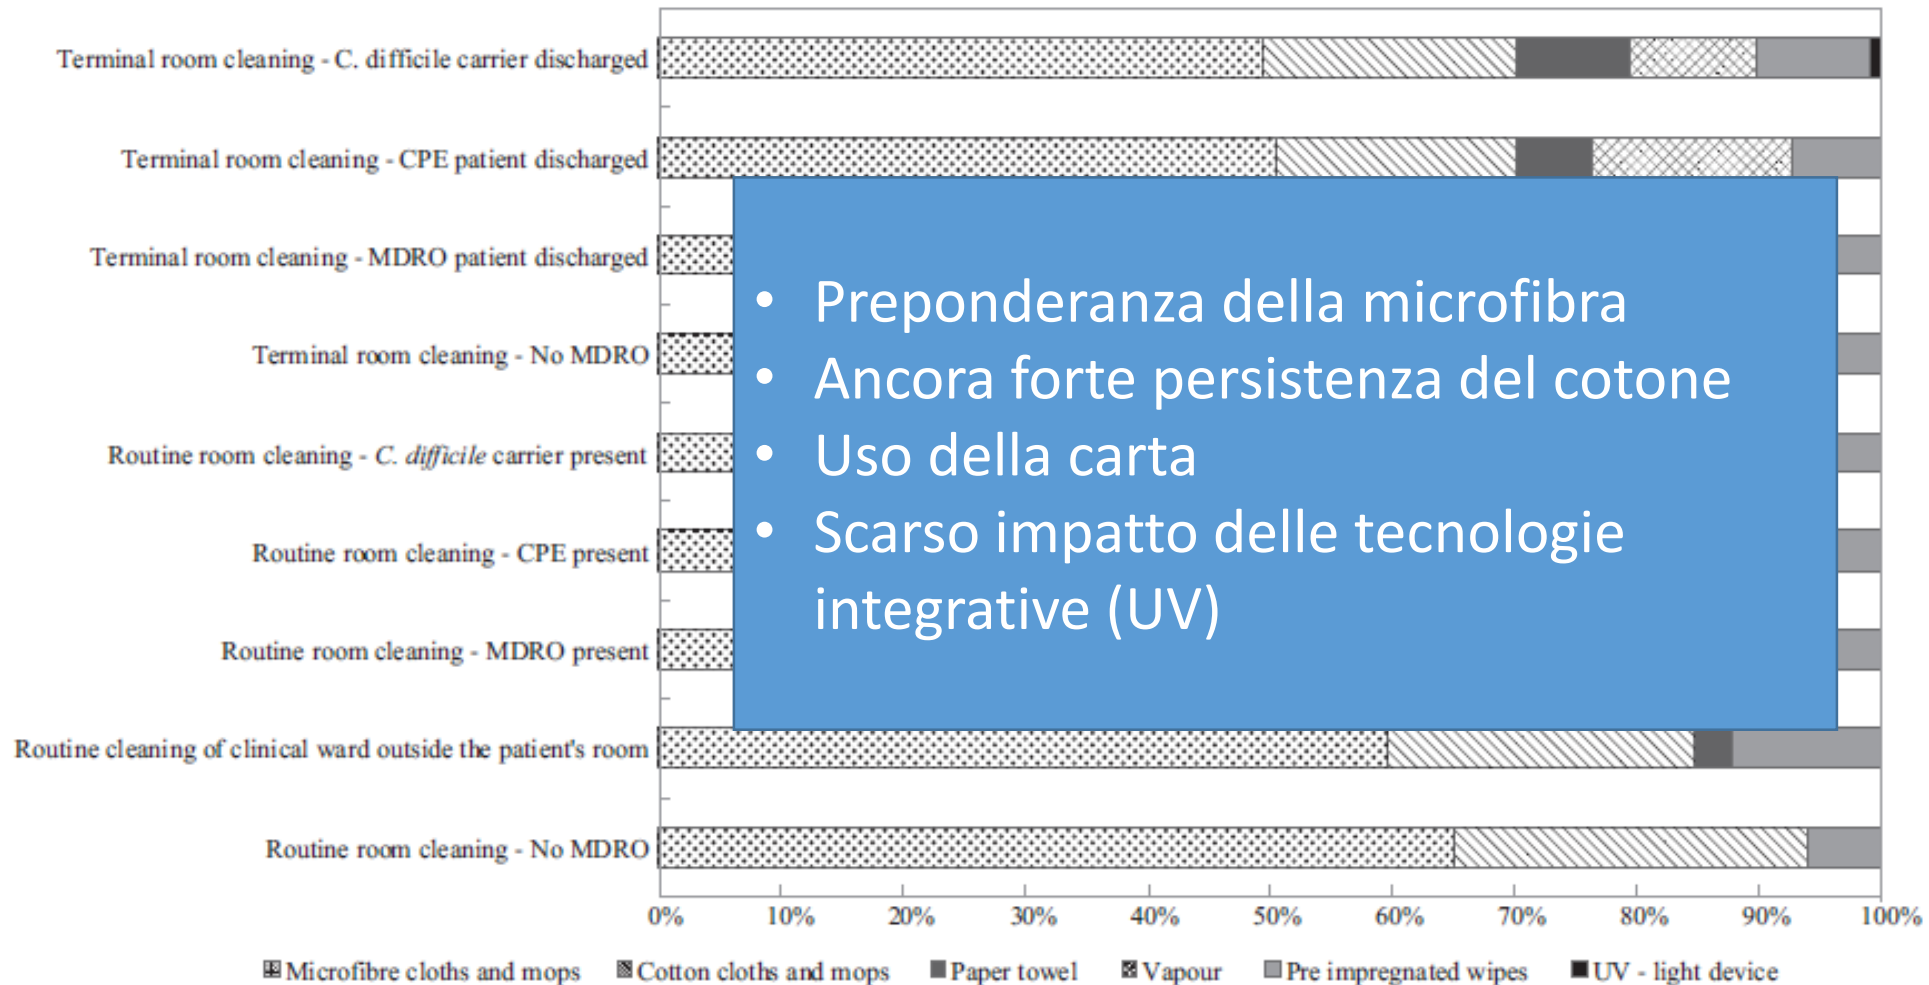 Terminal room cleaning - C. difficile carrier discharged
Terminal room cleaning - CPE patient discharged
Terminal room cleaning - MDRO patient discharged
Terminal room cleaning - No MDRO
Routine room cleaning - C. difficile carrier present
Routine room cleaning - CPE present
Routine room cleaning - MDRO present
Routine cleaning of clinical ward outside the patient's room
Routine room cleaning - No MDRO
• Preponderanza della microfibra
• Ancora forte persistenza del cotone
• Uso della carta
• Scarso impatto delle tecnologie
integrative (UV)
0% 10% 20% 30% 40% 50% 60% 70% 80% 90% 100%
Microfibre cloths and mops Cotton cloths and mops Paper towel Vapour Pre impregnated wipes UV - light device